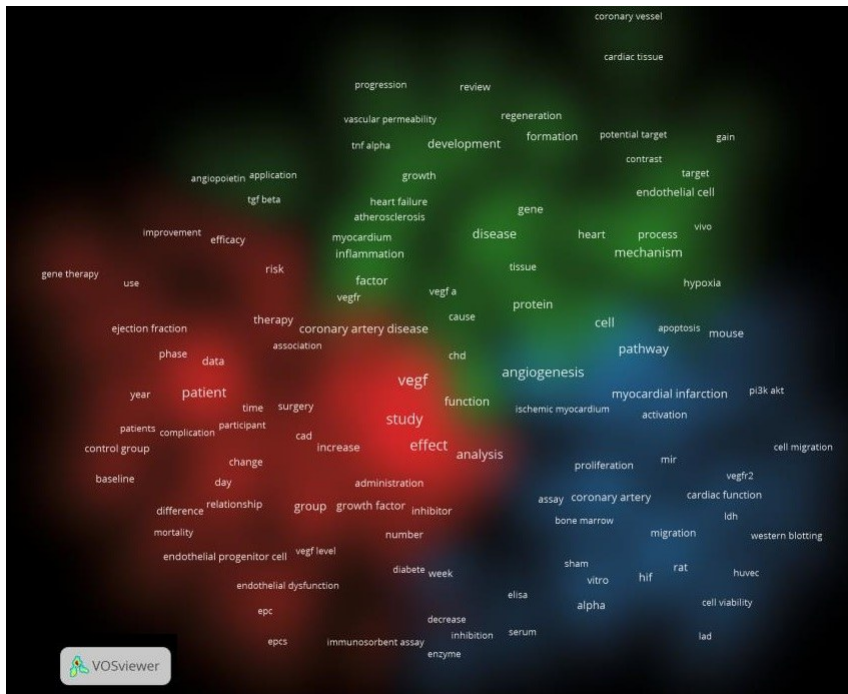 coronary vessel
cardiac tissue
progression
review
regeneration
vascular permeability
formation
potential target
gain
tnf alpha
development
contrast
angiopoietin
application
growth
target
endothelial cell
tgf beta
heart failure
gene
atherosclerosis
vivo
improvement
efficacy
myocardium
disease
heart
process
inflammation
mechanism
gene therapy
risk
tissue
use
factor
hypoxia
vegfr
vegf a
protein
therapy
cause
cell
ejection fraction
coronary artery disease
apoptosis
mouse
association
phase
data
chd
pathway
vegf
angiogenesis
year
patient
myocardial infarction
pi3k akt
time
surgery
function
ischemic myocardium
activation
patients
complication
participant
study
control group
cad
increase
effect
analysis
cell migration
change
proliferation
mir
baseline
day
administration
vegfr2
difference
relationship
group
growth factor
inhibitor
assay
coronary artery
cardiac function
bone marrow
ldh
mortality
number
migration
western blotting
endothelial progenitor cell
vegf level
sham
diabete
week
vitro
hif
rat
huvec
endothelial dysfunction
elisa
alpha
cell viability
epc
decrease
epcs
immunosorbent assay
inhibition
serum
lad
enzyme
VOSviewer